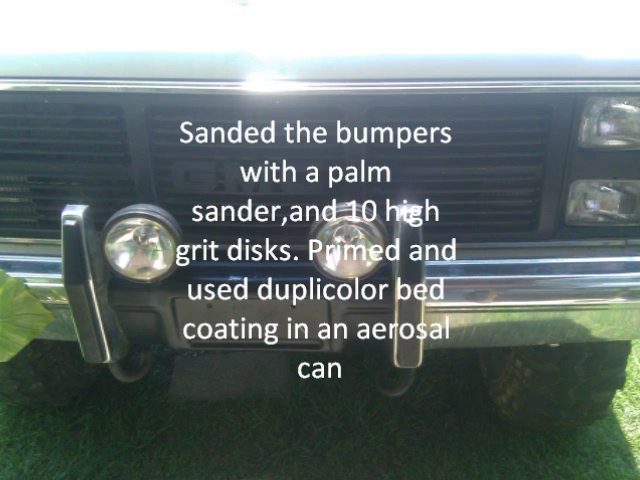 Sanded the bumpers
with a palm
sander,and 10 high
grit disks. Primed and
used duplicolor bed
coating in an aerosal
can
GMC